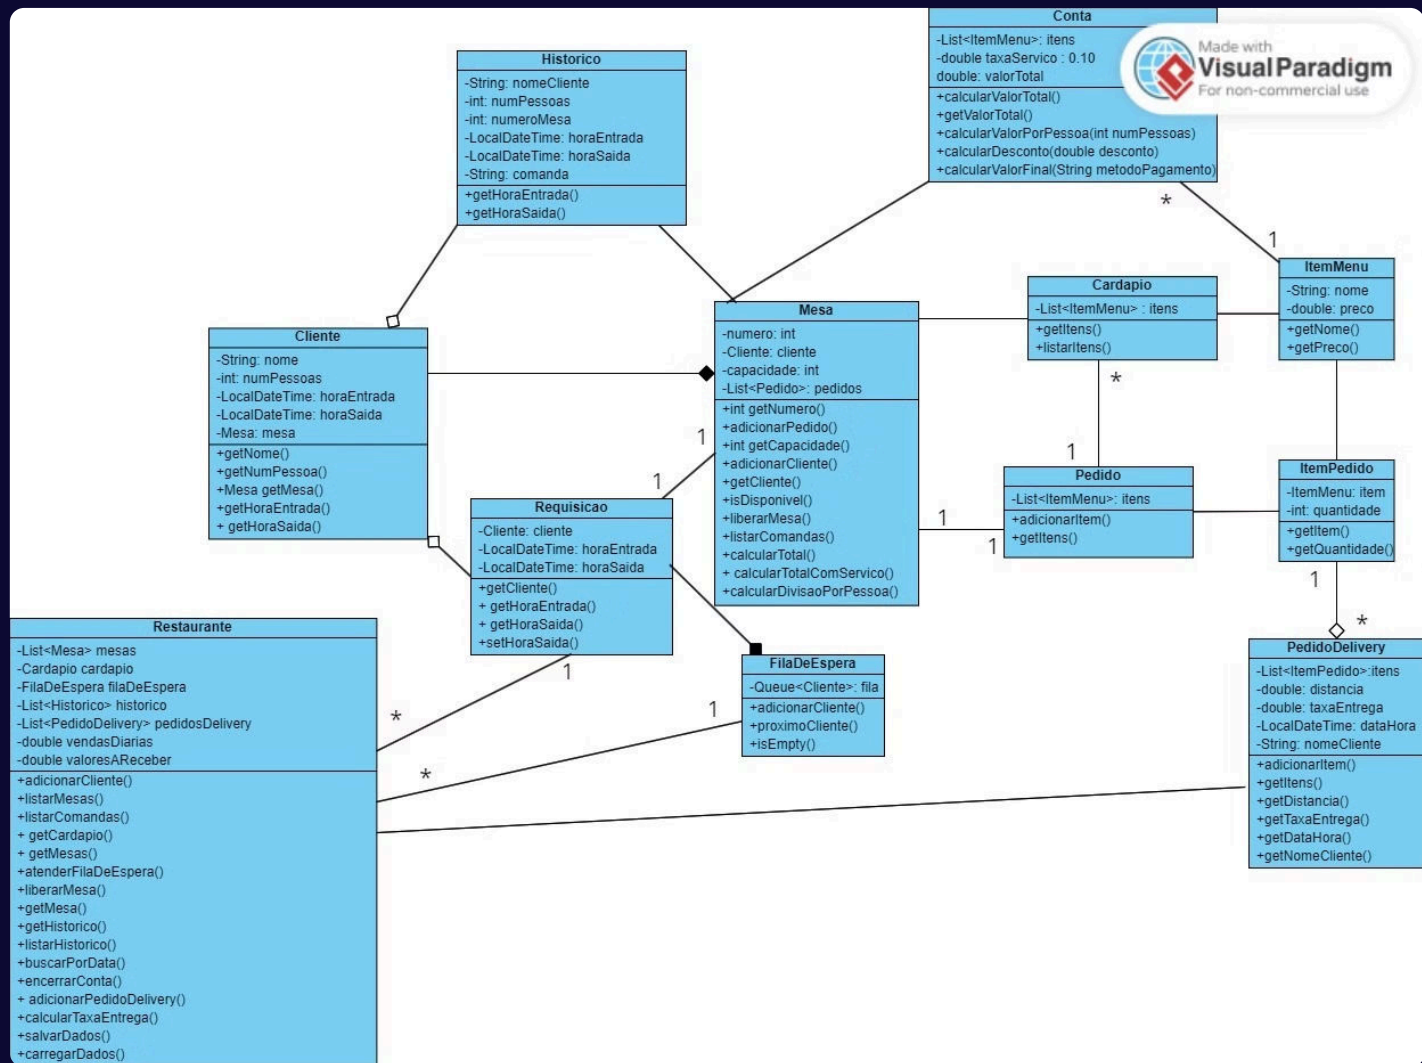 Conta
-List<ItemMenu>: itens
-double taxaServico : 0.10
double: valorTotal
+calcularValorTotal()
+getValorTotal()
+calcularValorPorPessoa(int numPessoas)
+calcularDesconto(double desconto)
+calcularValorFinal(String metodoPagamento)
Made with
Visual Paradigm
For non-commercial use
Historico
-String: nomeCliente
-int: numPessoas
-int: numeroMesa
-LocalDateTime: horaEntrada
-LocalDateTime: horaSaida
-String: comanda
+getHoraEntrada()
+getHoraSaida()
*
1
ItemMenu
-String: nome
-double: preco
+getNome()
+getPreco()
Cardapio
-List<ItemMenu> : itens
+getItens()
+listarItens()
*
1
Mesa
-numero: int
-Cliente: cliente
-capacidade: int
-List<Pedido>: pedidos
+int getNumero()
+adicionarPedido()
+int getCapacidade()
+adicionarCliente()
+getCliente()
+isDisponivel()
+liberarMesa()
+listarComandas()
+calcularTotal()
+ calcularTotalComServico()
+calcularDivisaoPorPessoa()
Cliente
-String: nome
-int: numPessoas
-LocalDateTime: horaEntrada
-LocalDateTime: horaSaida
-Mesa: mesa
+getNome()
+getNumPessoa()
+Mesa getMesa()
+getHoraEntrada()
+ getHoraSaida()
1
1
Requisicao
-Cliente: cliente
-LocalDateTime: horaEntrada
-LocalDateTime: horaSaida
+getCliente()
+ getHoraEntrada()
+ getHoraSaida()
+setHoraSaida()
Pedido
-List<ItemMenu>: itens
+adicionarItem()
+getItens()
1
1
ItemPedido
-ItemMenu: item
-int: quantidade
+getItem()
+getQuantidade()
1
*
PedidoDelivery
-List<ItemPedido>:itens
-double: distancia
-double: taxaEntrega
-LocalDateTime: dataHora
-String: nomeCliente
+adicionarItem()
+getItens()
+getDistancia()
+getTaxaEntrega()
+getDataHora()
+getNomeCliente()
FilaDeEspera
-Queue<Cliente>: fila
+adicionarCliente()
+proximoCliente()
+isEmpty()
1
*
1
*
Restaurante
-List<Mesa> mesas
-Cardapio cardapio
-FilaDeEspera filaDeEspera
-List<Historico> historico
-List<PedidoDelivery> pedidosDelivery
-double vendasDiarias
-double valoresAReceber
+adicionarCliente()
+listarMesas()
+listarComandas()
+ getCardapio()
+ getMesas()
+atenderFilaDeEspera()
+liberarMesa()
+getMesa()
+getHistorico()
+listarHistorico()
+buscarPorData()
+encerrarConta()
+ adicionarPedidoDelivery()
+calcularTaxaEntrega()
+salvarDados()
+carregarDados()